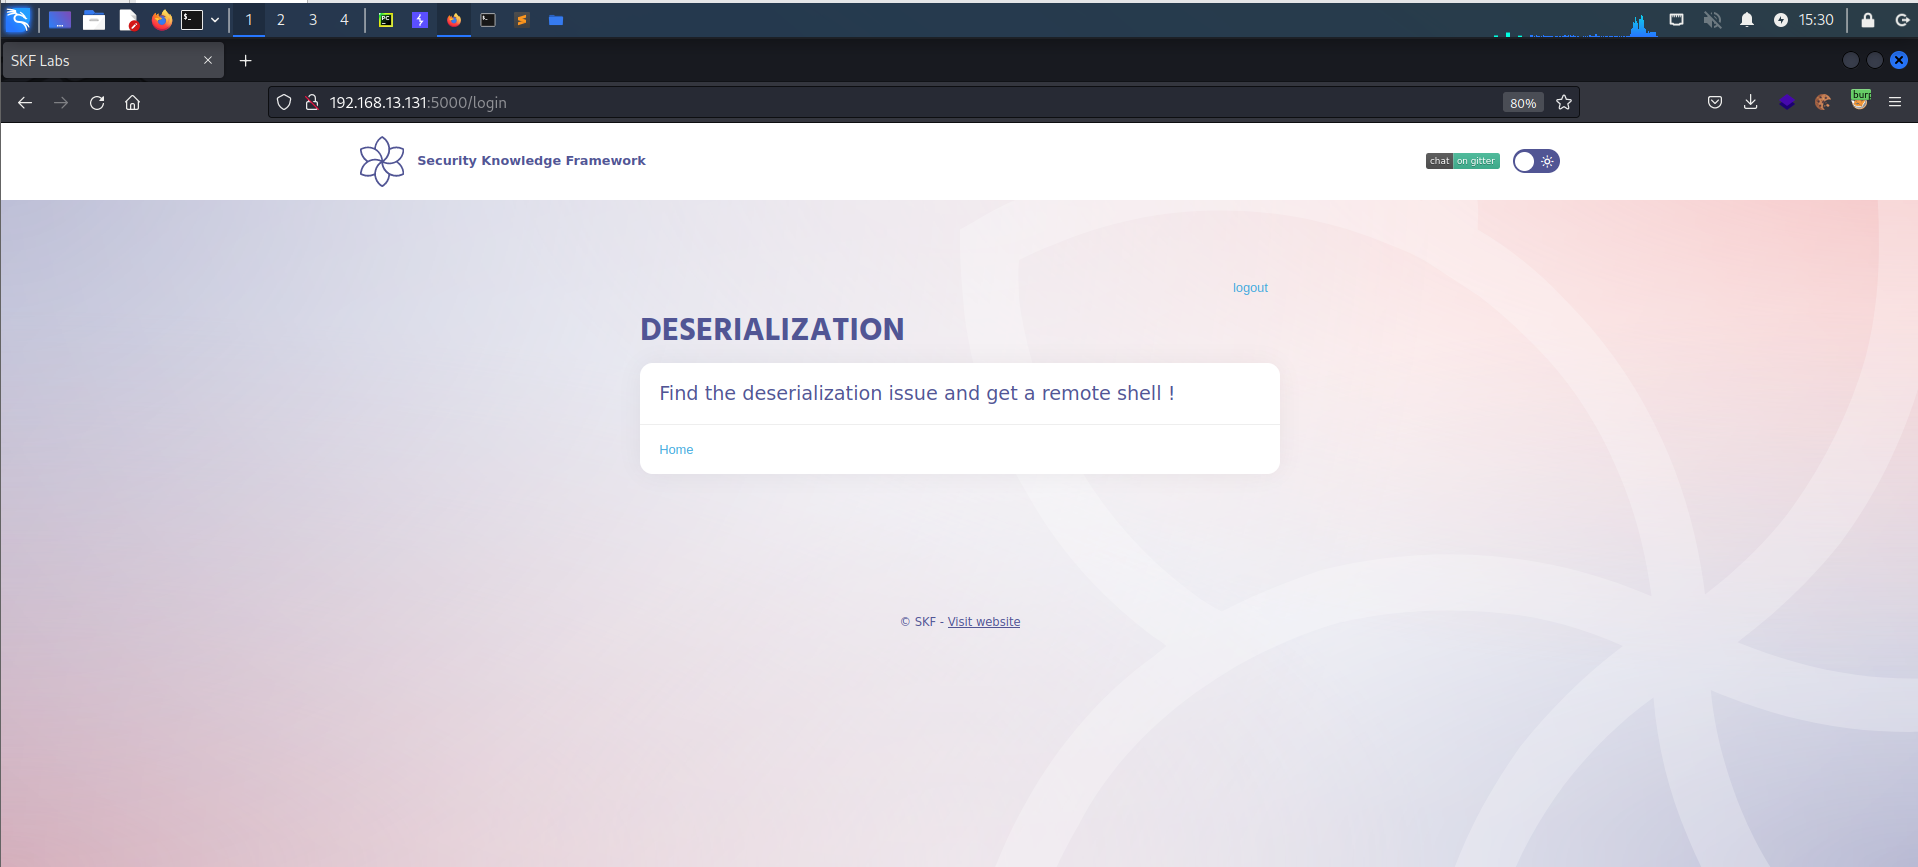 1 2 3 4 15:30
SKF Labs
192.168.13.131:5000/login 80% burp
Security Knowledge Framework chat on gitter
logout
DESERIALIZATION
Find the deserialization issue and get a remote shell !
Home
© SKF - Visit website